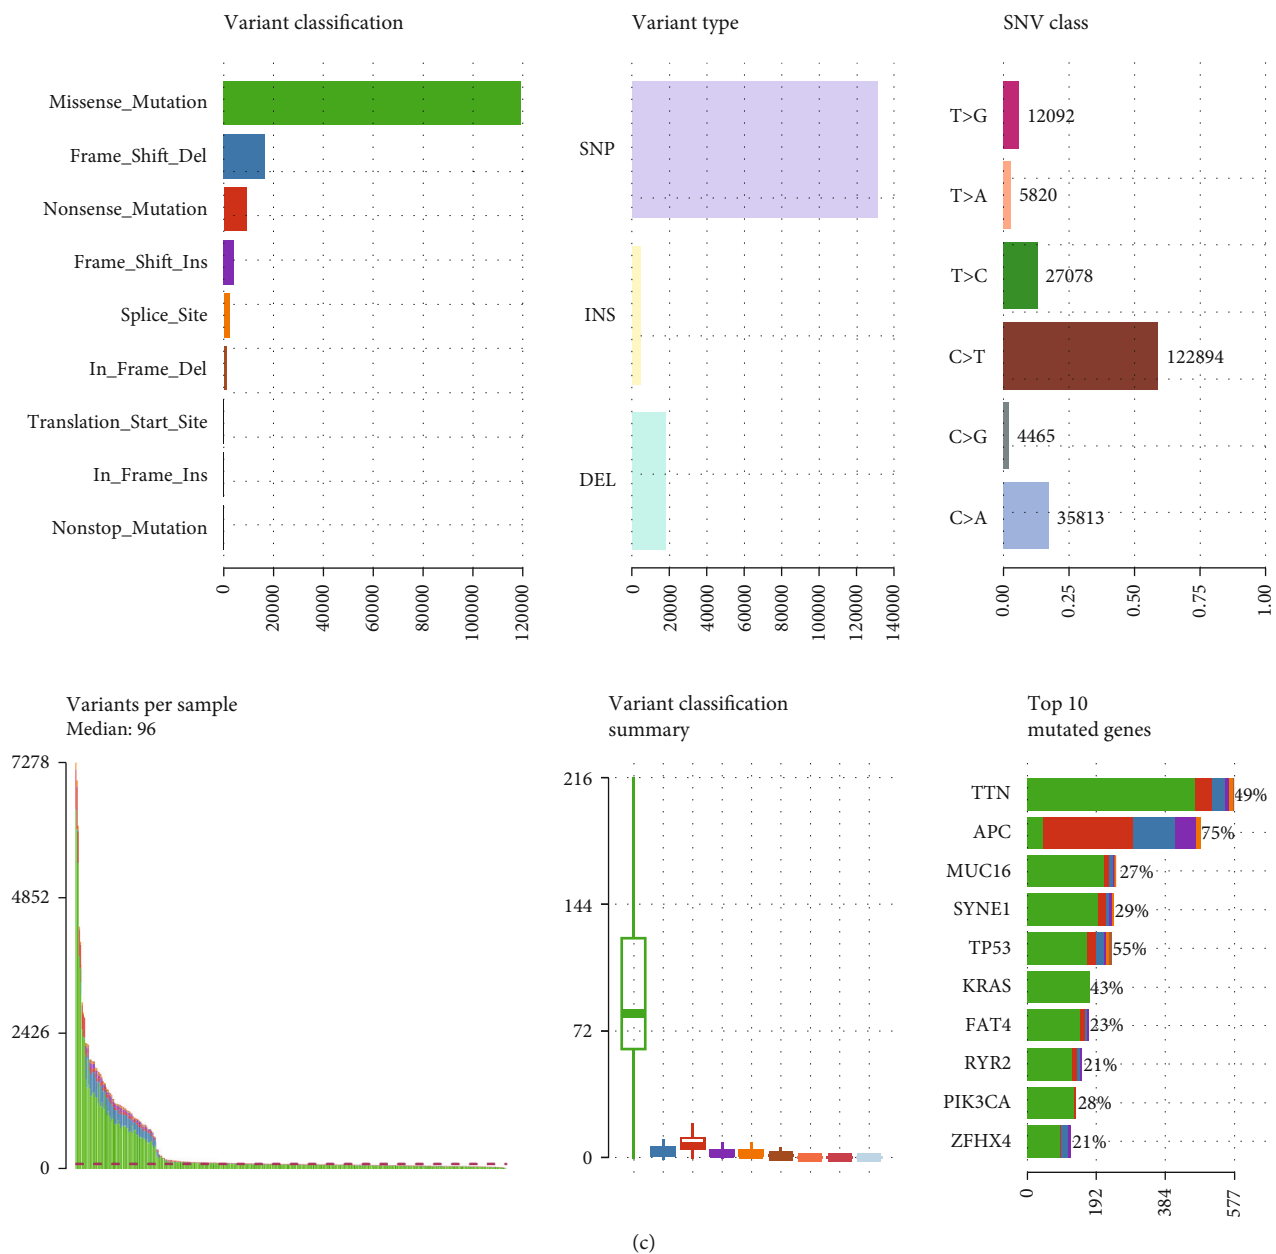 Variant classification
Missense_Mutation
Frame_Shift_Del
Nonsense_Mutation
Frame_Shift_Ins
Splice_Site
In_Frame_Del
Translation_Start_Site
In_Frame_Ins
Nonstop_Mutation
0
20000
40000
60000
80000
100000
120000
Variant type
SNP
INS
DEL
0
20000
40000
60000
80000
100000
120000
140000
SNV class
T>G 12092
T>A 5820
T>C 27078
C>T 122894
C>G 4465
C>A 35813
0.00
0.25
0.50
0.75
1.00
Variants per sample
Median: 96
7278
4852
2426
0
Variant classification
summary
216
144
72
0
Top 10
mutated genes
TTN 49%
APC 75%
MUC16 27%
SYNE1 29%
TP53 55%
KRAS 43%
FAT4 23%
RYR2 21%
PIK3CA 28%
ZFHX4 21%
0
192
384
577
(c)